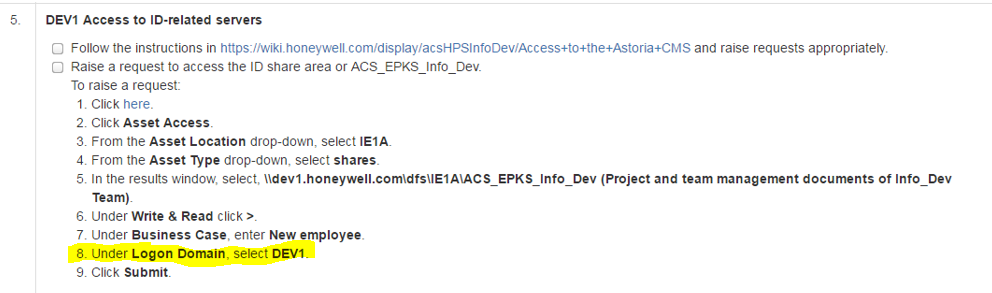 5. DEV1 Access to ID-related servers
Follow the instructions in https://wiki.honeywell.com/display/acsHPSInfoDev/Access+to+the+Astoria+CMS and raise requests appropriately.
Raise a request to access the ID share area or ACS_EPKS_Info_Dev.
To raise a request:
1. Click here.
2. Click Asset Access.
3. From the Asset Location drop-down, select IE1A.
4. From the Asset Type drop-down, select shares.
5. In the results window, select, \\dev1.honeywell.com\dfs\IE1A\ACS_EPKS_Info_Dev (Project and team management documents of Info_Dev
Team).
6. Under Write & Read click >.
7. Under Business Case, enter New employee.
8. Under Logon Domain, select DEV1.
9. Click Submit.